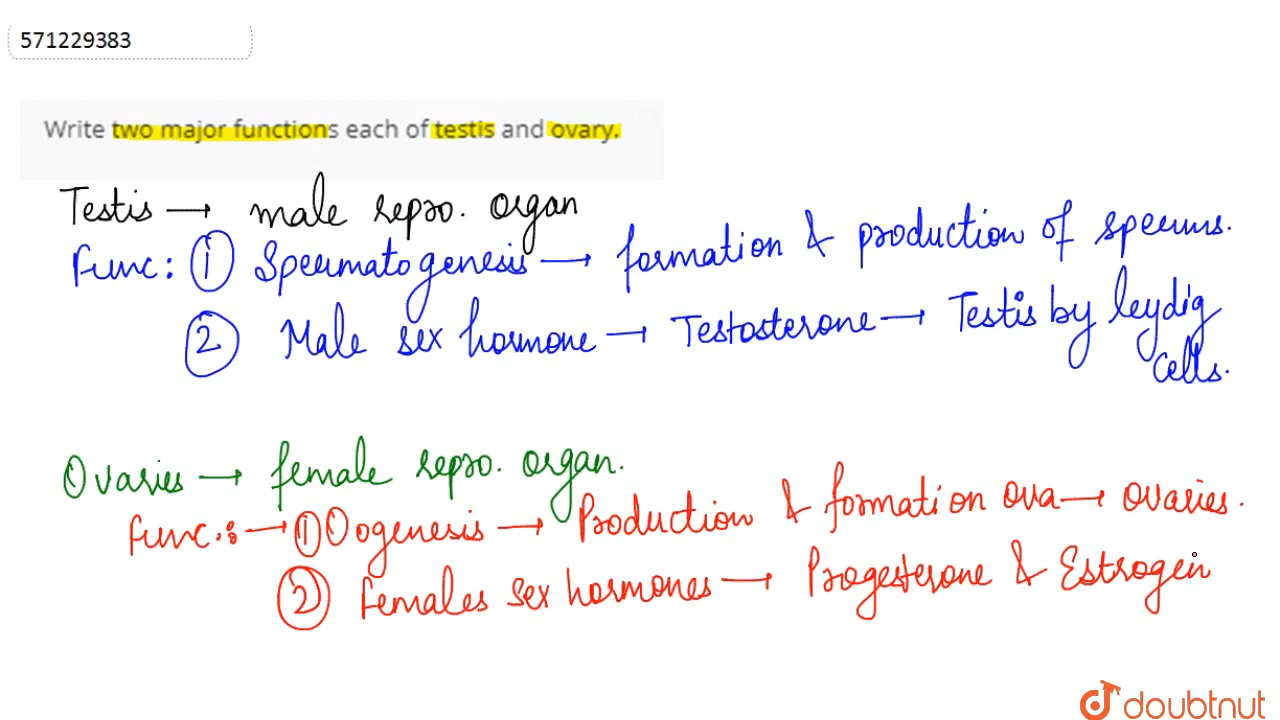 571229383
Write two major functions each of testis and ovary.
Testis → male repro. organ
Func: ① Spermatogenesis → formation & production of sperms.
② Male sex hormone → Testosterone → Testis by leydig
cells.
Ovaries → female repro. organ.
Func.: → ① Oogenesis → Production & formation ova → ovaries.
② Females sex hormones → Progesterone & Estrogen
doubtnut